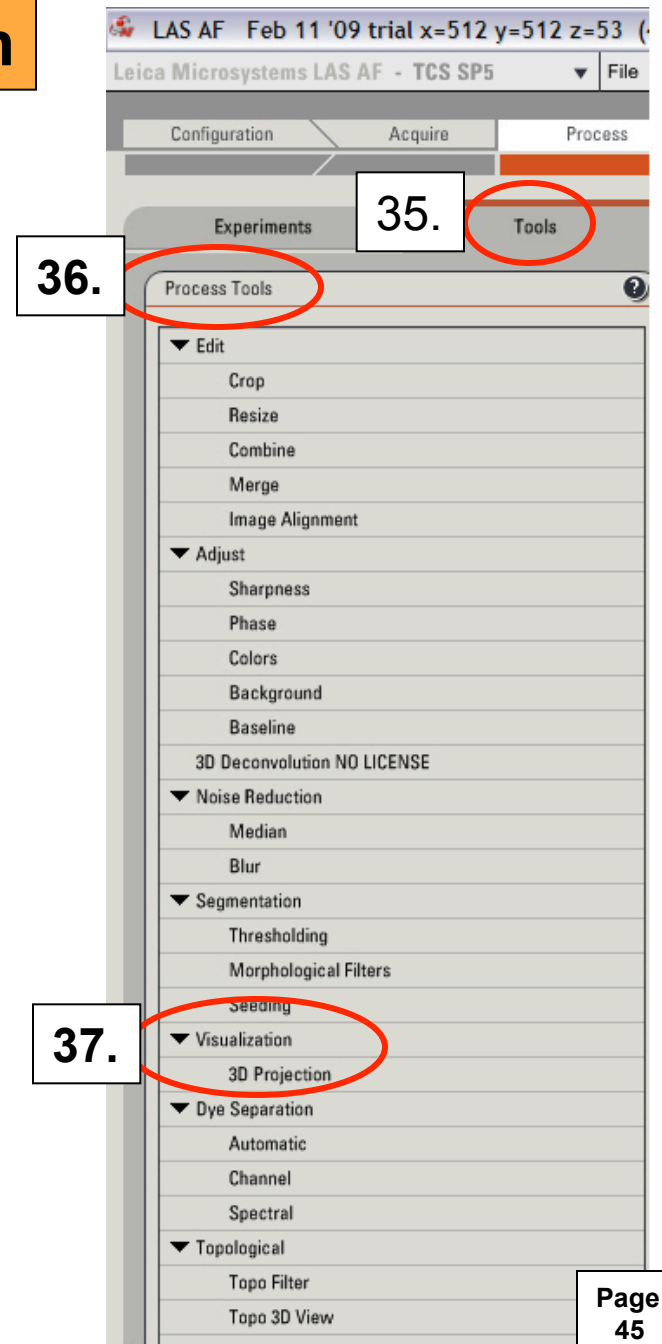 n
LAS AF Feb 11 '09 trial x=512 y=512 z=53 (
Leica Microsystems LAS AF - TCS SP5 File
Configuration Acquire Process
35.
Experiments Tools
36.
Process Tools ?
Edit
Crop
Resize
Combine
Merge
Image Alignment
Adjust
Sharpness
Phase
Colors
Background
Baseline
3D Deconvolution NO LICENSE
Noise Reduction
Median
Blur
Segmentation
Thresholding
Morphological Filters
Seeding
37.
Visualization
3D Projection
Dye Separation
Automatic
Channel
Spectral
Topological
Topo Filter
Topo 3D View
Page
45